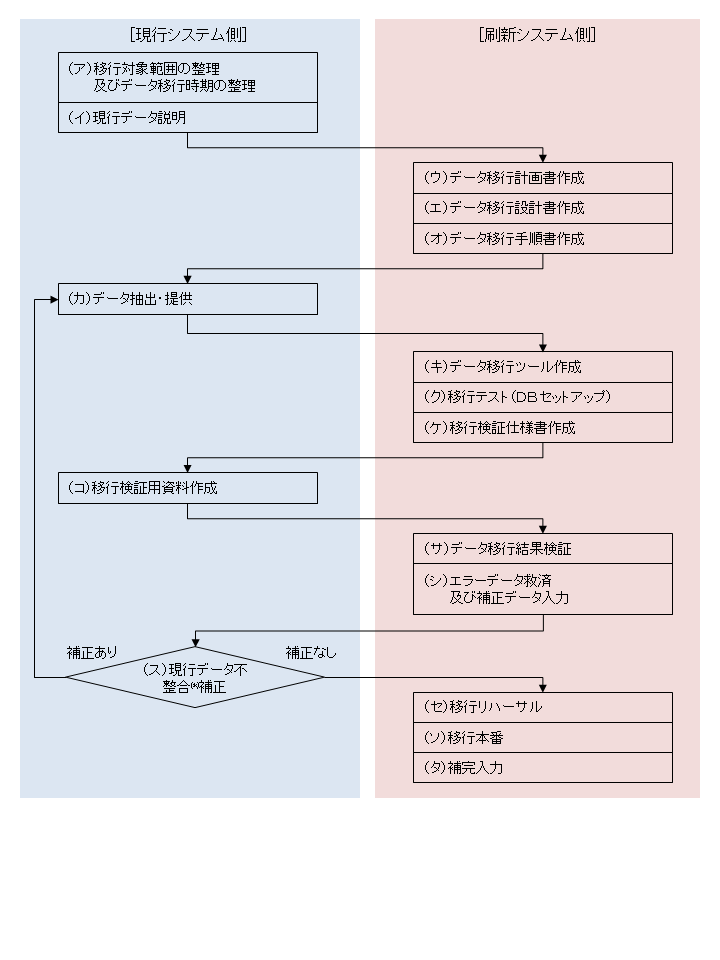 ［現行システム側］
［刷新システム側］
（ア）移行対象範囲の整理
及びデータ移行時期の整理
（イ）現行データ説明
（ウ）データ移行計画書作成
（エ）データ移行設計書作成
（オ）データ移行手順書作成
（カ）データ抽出・提供
（キ）データ移行ツール作成
（ク）移行テスト（ＤＢセットアップ）
（ケ）移行検証仕様書作成
（コ）移行検証用資料作成
（サ）データ移行結果検証
（シ）エラーデータ救済
及び補正データ入力
補正あり
補正なし
（ス）現行データ不
整合(※)補正
（セ）移行リハーサル
（ソ）移行本番
（タ）補完入力